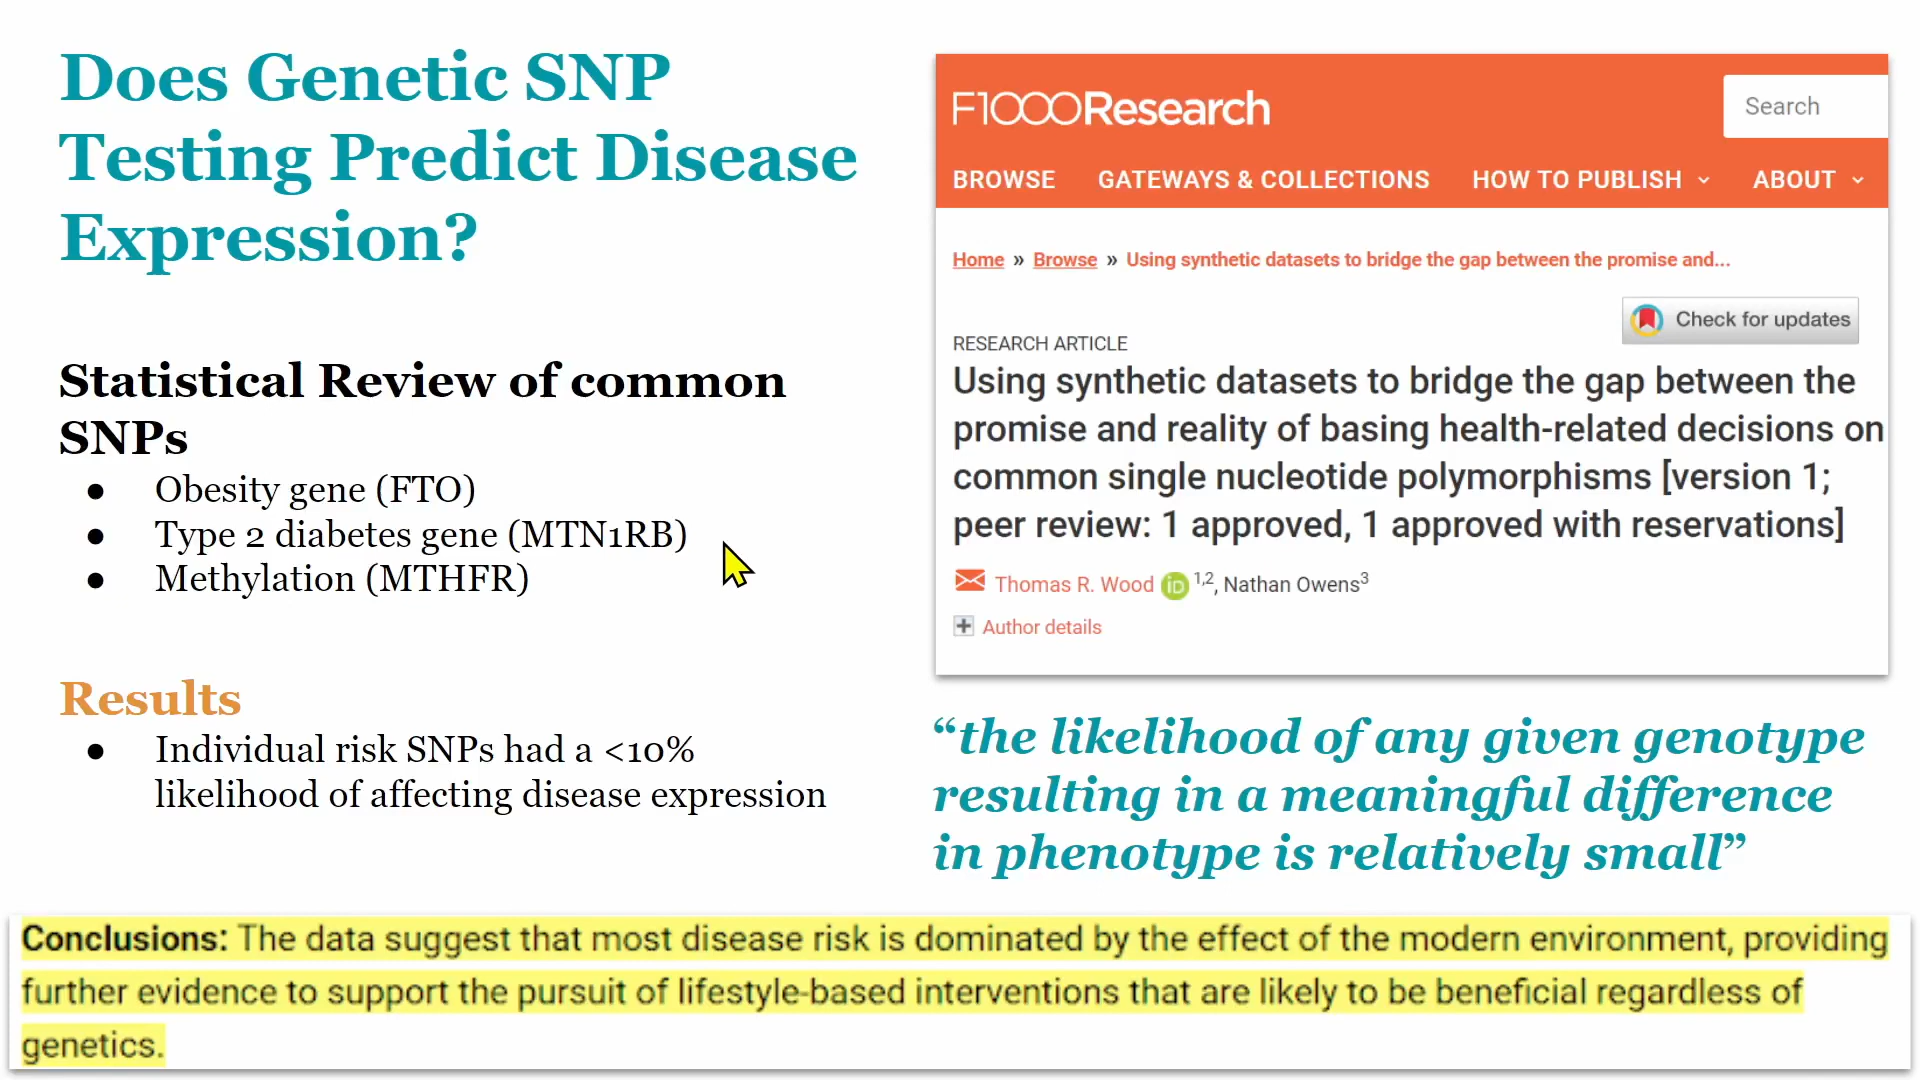 Does Genetic SNP
Testing Predict Disease
Expression?
Statistical Review of common
SNPs
● Obesity gene (FTO)
● Type 2 diabetes gene (MTN1RB)
● Methylation (MTHFR)
Results
● Individual risk SNPs had a <10%
likelihood of affecting disease expression
F1000Research
Search
BROWSE GATEWAYS & COLLECTIONS HOW TO PUBLISH ABOUT
Home » Browse » Using synthetic datasets to bridge the gap between the promise and...
Check for updates
RESEARCH ARTICLE
Using synthetic datasets to bridge the gap between the
promise and reality of basing health-related decisions on
common single nucleotide polymorphisms [version 1;
peer review: 1 approved, 1 approved with reservations]
Thomas R. Wood iD 1,2, Nathan Owens3
+ Author details
“the likelihood of any given genotype
resulting in a meaningful difference
in phenotype is relatively small”
Conclusions: The data suggest that most disease risk is dominated by the effect of the modern environment, providing
further evidence to support the pursuit of lifestyle-based interventions that are likely to be beneficial regardless of
genetics.